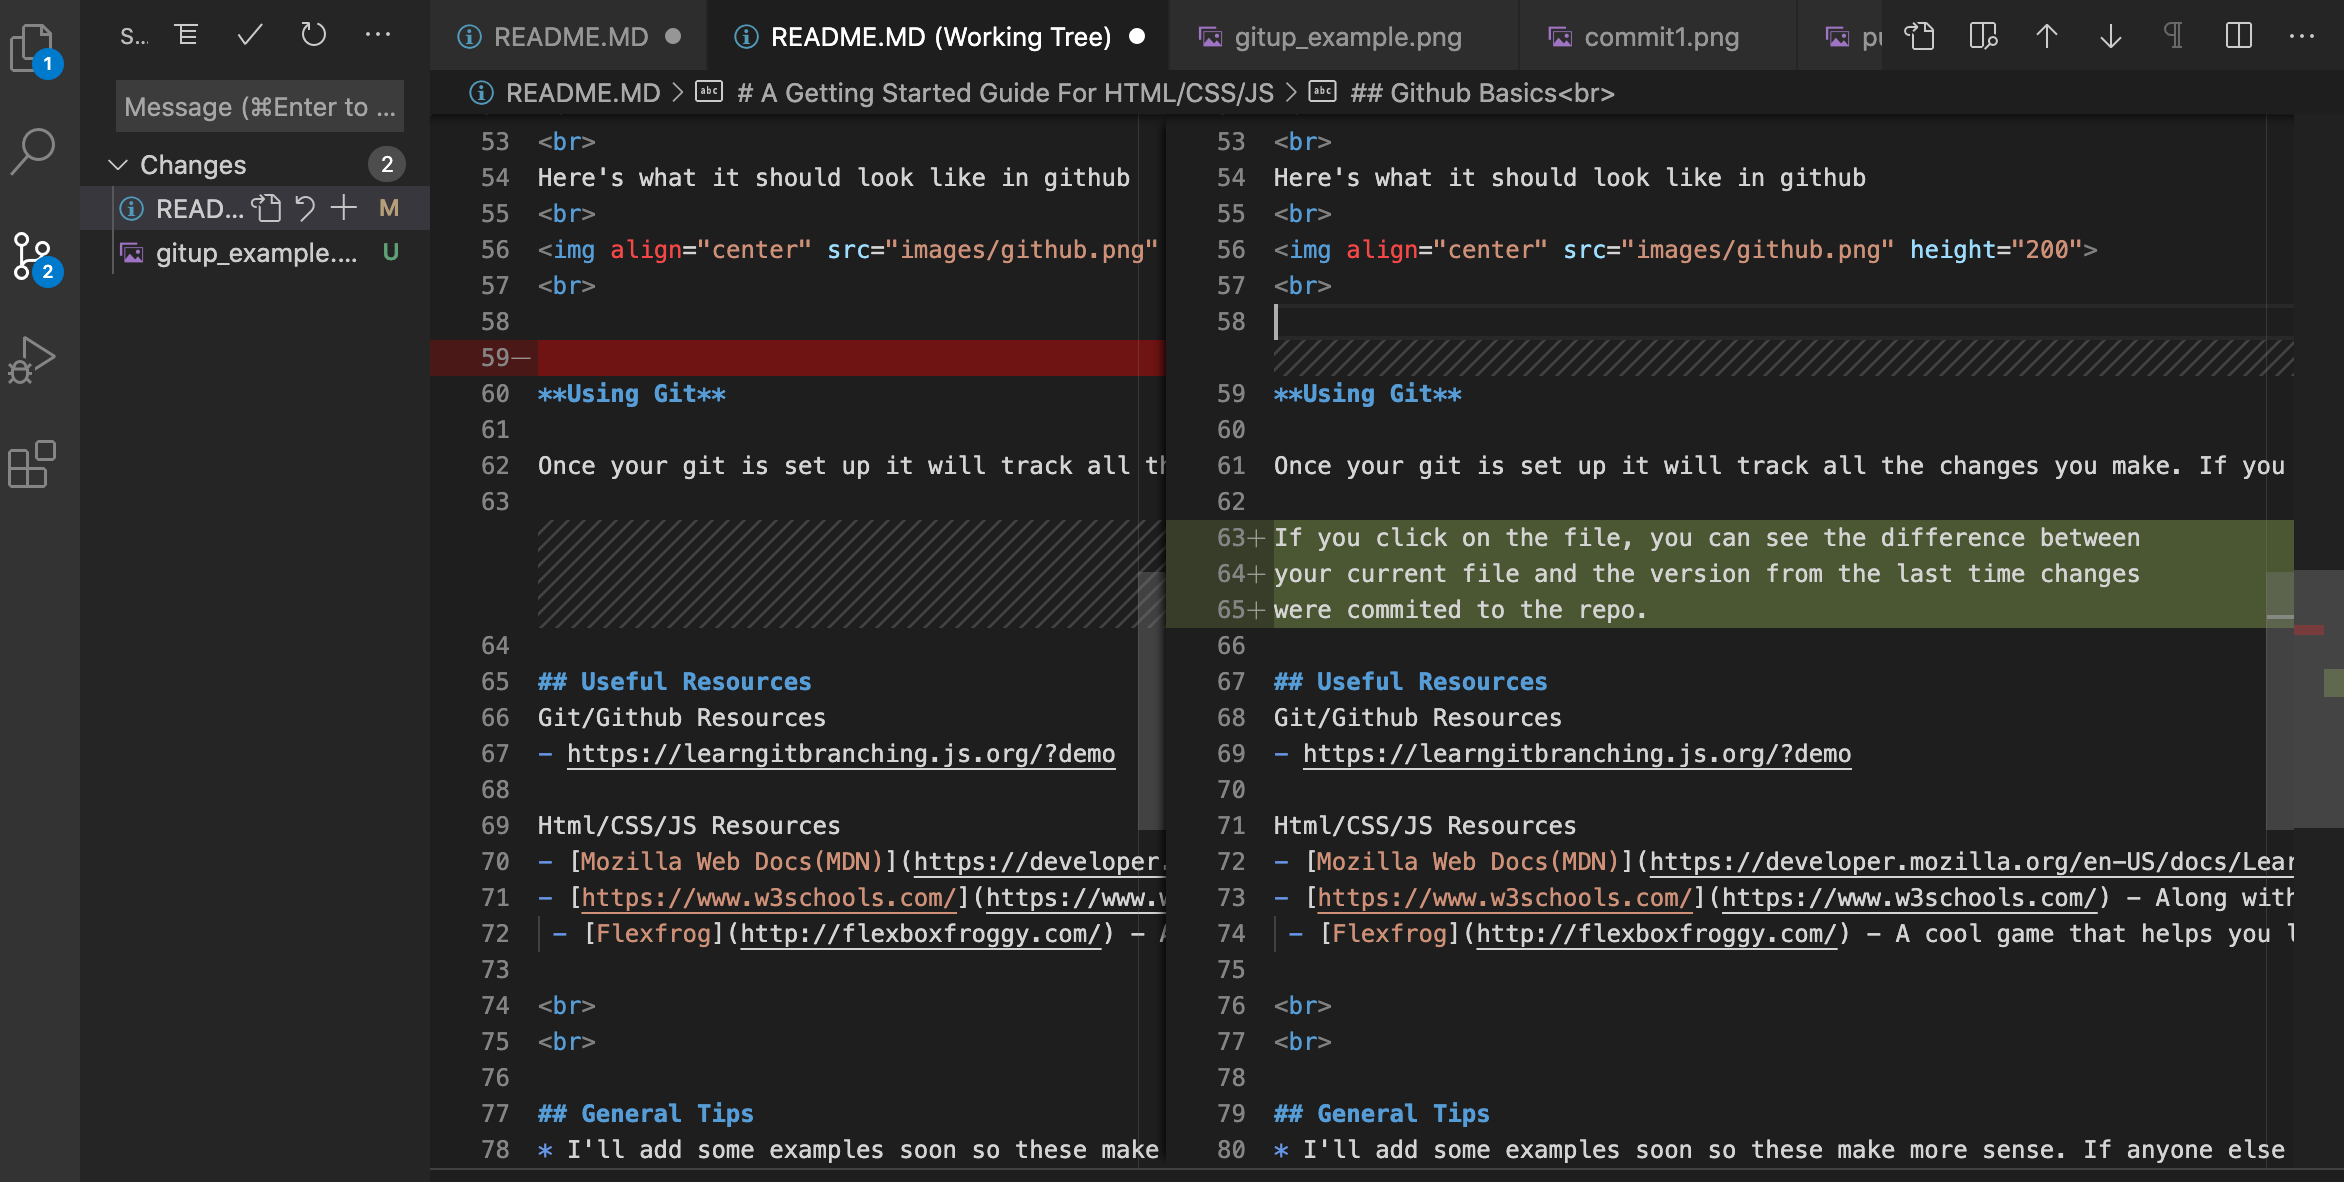 1
2
S...
Message (⌘Enter to ...
Changes 2
READ... M
gitup_example.... U
README.MD
README.MD (Working Tree)
gitup_example.png
commit1.png
README.MD > # A Getting Started Guide For HTML/CSS/JS > ## Github Basics<br>
53 <br>
54 Here's what it should look like in github
55 <br>
56 <img align="center" src="images/github.png"
57 <br>
58
59—
60 **Using Git**
61
62 Once your git is set up it will track all
63
64
65 ## Useful Resources
66 Git/Github Resources
67 - https://learngitbranching.js.org/?demo
68
69 Html/CSS/JS Resources
70 - [Mozilla Web Docs(MDN)](https://developer.
71 - [https://www.w3schools.com/](https://www.
72 - [Flexfrog](http://flexboxfroggy.com/) -
73
74 <br>
75 <br>
76
77 ## General Tips
78 * I'll add some examples soon so these make
53 <br>
54 Here's what it should look like in github
55 <br>
56 <img align="center" src="images/github.png" height="200">
57 <br>
58
59 **Using Git**
60
61 Once your git is set up it will track all the changes you make. If you
62
63+ If you click on the file, you can see the difference between
64+ your current file and the version from the last time changes
65+ were commited to the repo.
66
67 ## Useful Resources
68 Git/Github Resources
69 - https://learngitbranching.js.org/?demo
70
71 Html/CSS/JS Resources
72 - [Mozilla Web Docs(MDN)](https://developer.mozilla.org/en-US/docs/Lear
73 - [https://www.w3schools.com/](https://www.w3schools.com/) - Along with
74 - [Flexfrog](http://flexboxfroggy.com/) - A cool game that helps you
75
76 <br>
77 <br>
78
79 ## General Tips
80 * I'll add some examples soon so these make more sense. If anyone else